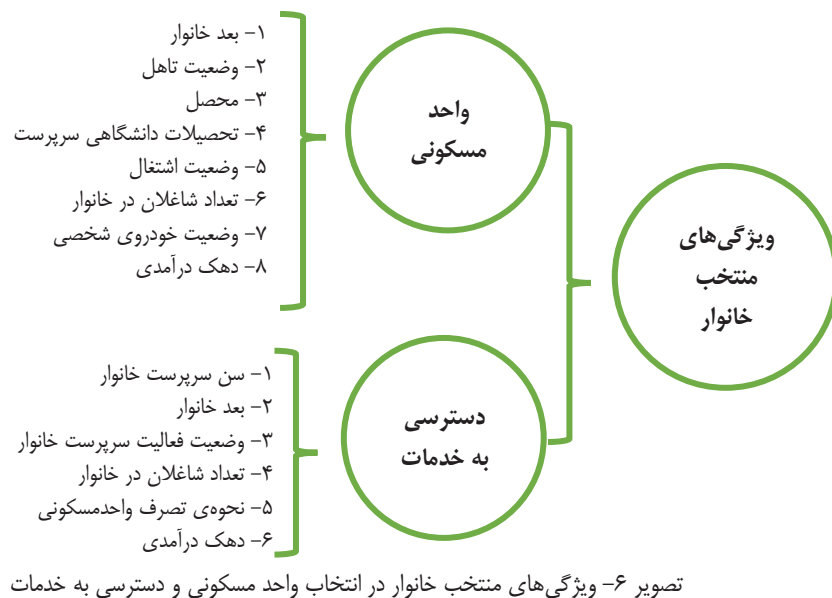 ویژگی‌های
منتخب
خانوار
واحد
مسکونی
۱- بعد خانوار
۲- وضعیت تاهل
۳- محصل
۴- تحصیلات دانشگاهی سرپرست
۵- وضعیت اشتغال
۶- تعداد شاغلان در خانوار
۷- وضعیت خودروی شخصی
۸- دهک درآمدی
دسترسی
به خدمات
۱- سن سرپرست خانوار
۲- بعد خانوار
۳- وضعیت فعالیت سرپرست خانوار
۴- تعداد شاغلان در خانوار
۵- نحوه‌ی تصرف واحدمسکونی
۶- دهک درآمدی
تصویر ۶- ویژگی‌های منتخب خانوار در انتخاب واحد مسکونی و دسترسی به خدمات